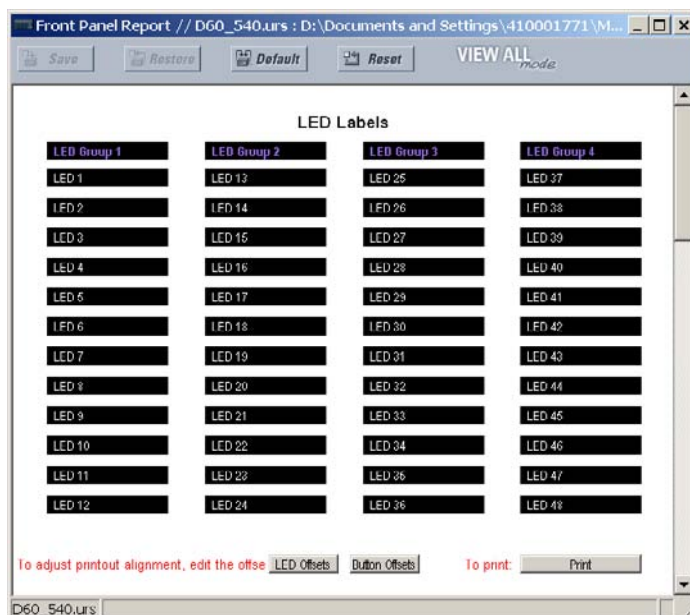 Front Panel Report // D60_540.urs : D:\Documents and Settings\410001771\M...
Save Restore Default Reset VIEW ALL mode
LED Labels
LED Group 1 LED Group 2 LED Group 3 LED Group 4
LED 1 LED 13 LED 25 LED 37
LED 2 LED 14 LED 26 LED 38
LED 3 LED 15 LED 27 LED 39
LED 4 LED 16 LED 28 LED 40
LED 5 LED 17 LED 29 LED 41
LED 6 LED 18 LED 30 LED 42
LED 7 LED 19 LED 31 LED 43
LED 8 LED 20 LED 32 LED 44
LED 9 LED 21 LED 33 LED 45
LED 10 LED 22 LED 34 LED 46
LED 11 LED 23 LED 35 LED 47
LED 12 LED 24 LED 36 LED 48
To adjust printout alignment, edit the offse LED Offsets Button Offsets To print: Print
D60_540.urs